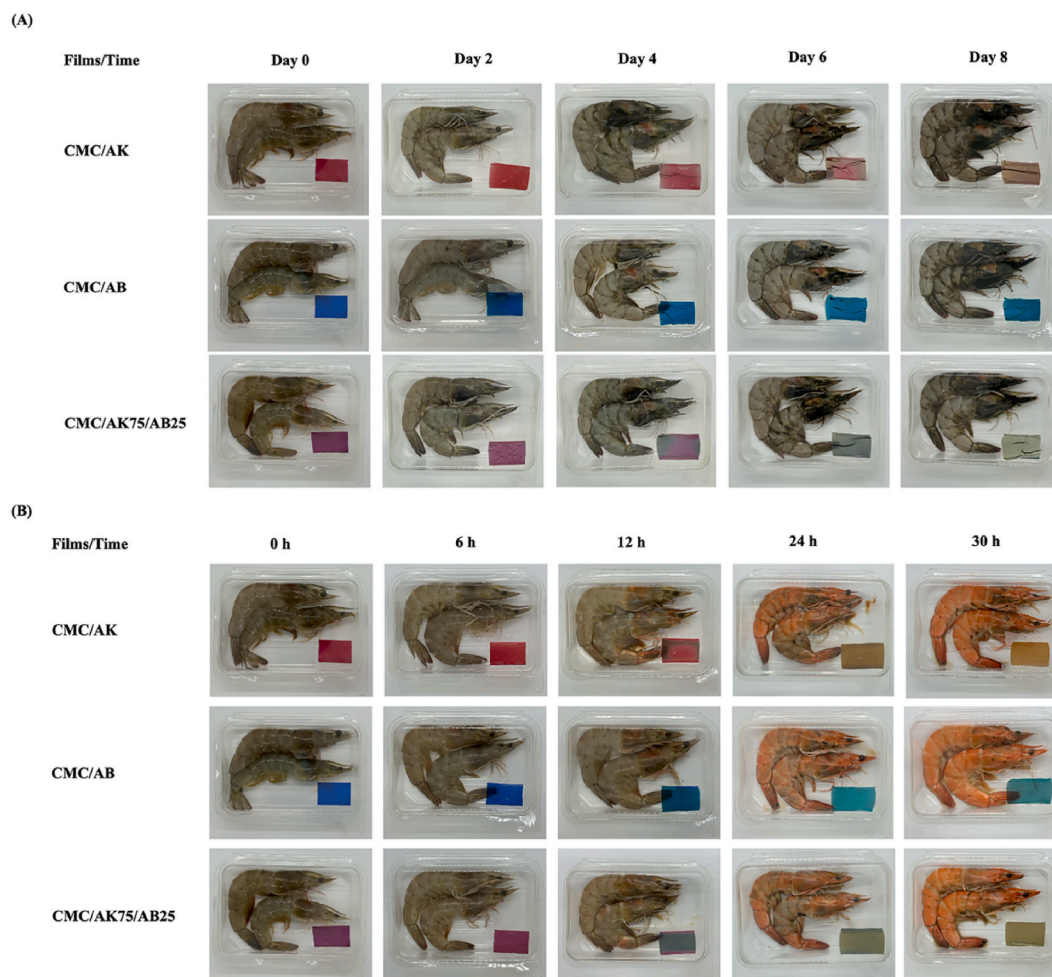 (A)
Films/Time Day 0 Day 2 Day 4 Day 6 Day 8
CMC/AK
CMC/AB
CMC/AK75/AB25
(B)
Films/Time 0 h 6 h 12 h 24 h 30 h
CMC/AK
CMC/AB
CMC/AK75/AB25